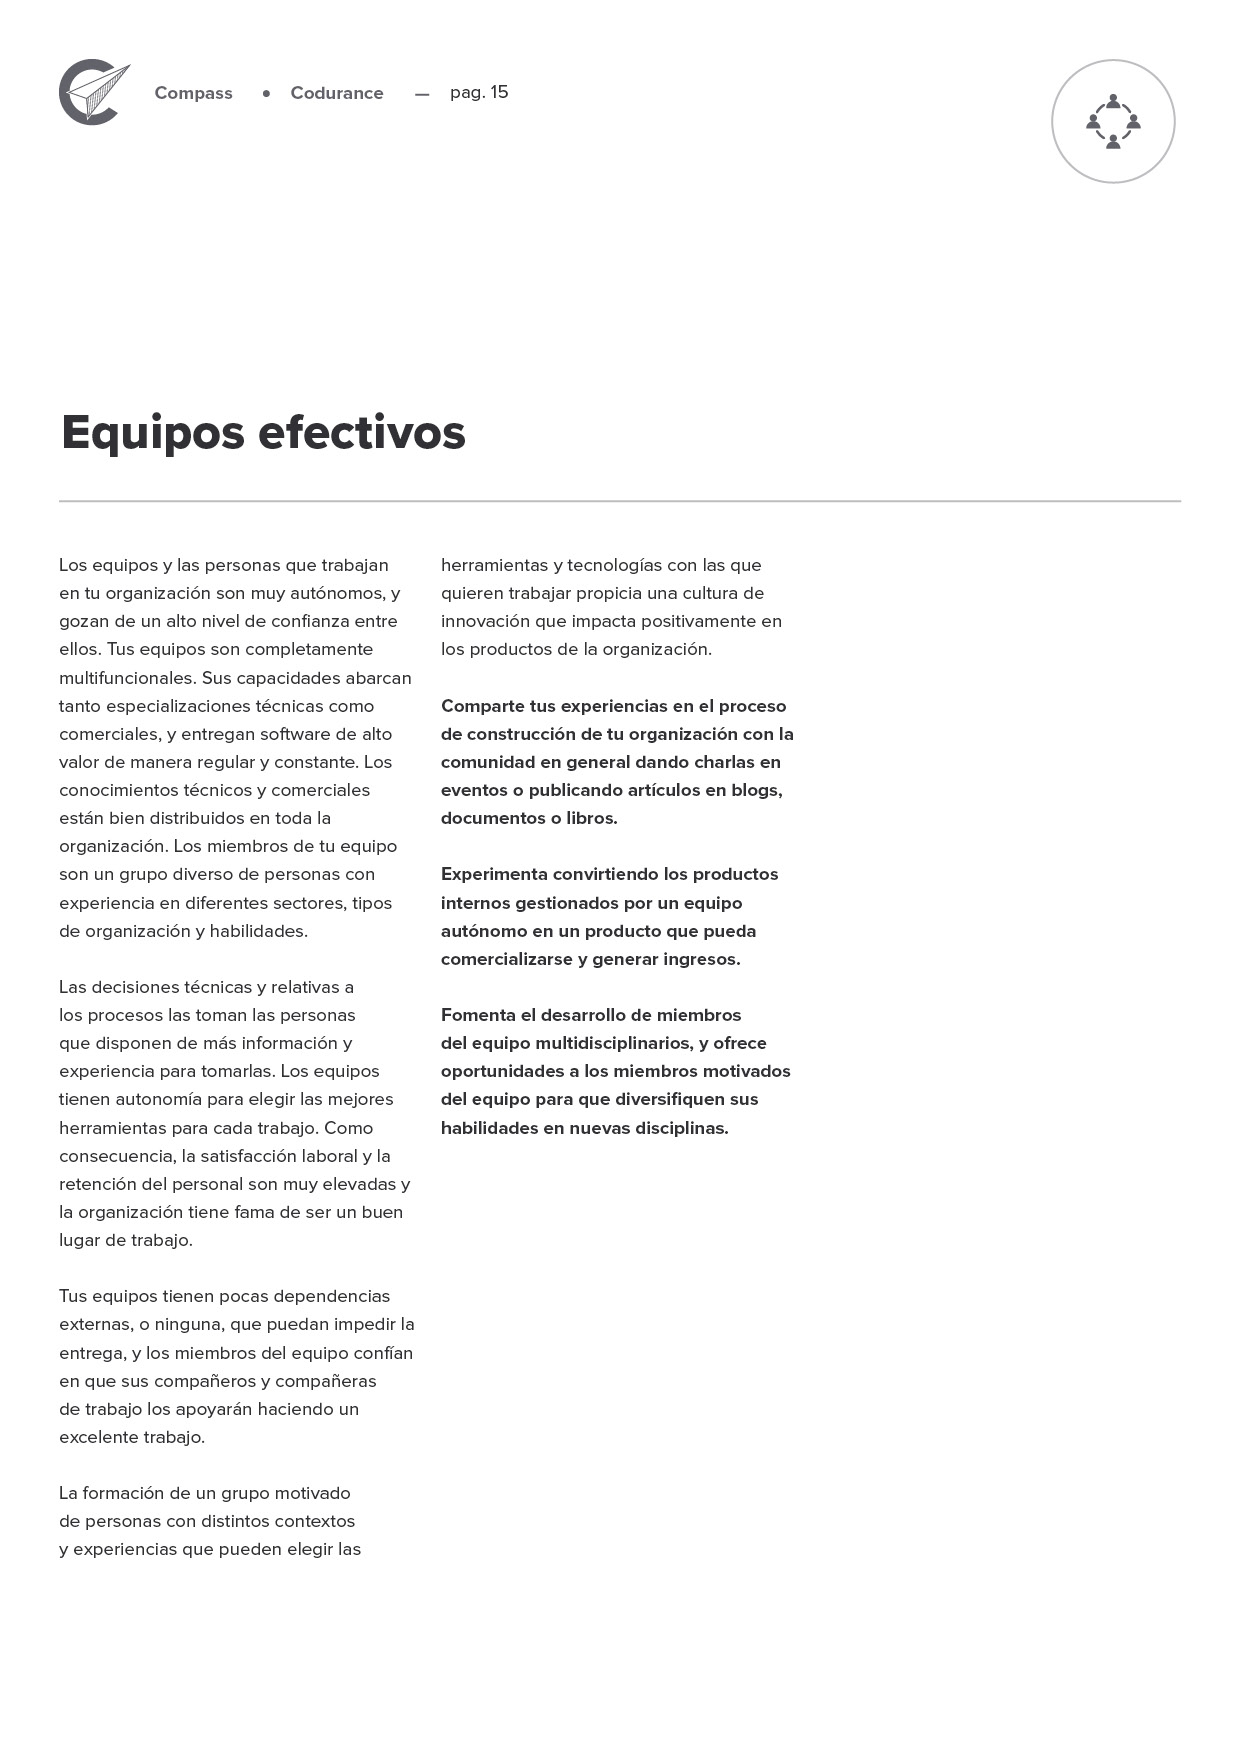 Compass • Codurance — pag. 15
Equipos efectivos
Los equipos y las personas que trabajan
en tu organización son muy autónomos, y
gozan de un alto nivel de confianza entre
ellos. Tus equipos son completamente
multifuncionales. Sus capacidades abarcan
tanto especializaciones técnicas como
comerciales, y entregan software de alto
valor de manera regular y constante. Los
conocimientos técnicos y comerciales
están bien distribuidos en toda la
organización. Los miembros de tu equipo
son un grupo diverso de personas con
experiencia en diferentes sectores, tipos
de organización y habilidades.
Las decisiones técnicas y relativas a
los procesos las toman las personas
que disponen de más información y
experiencia para tomarlas. Los equipos
tienen autonomía para elegir las mejores
herramientas para cada trabajo. Como
consecuencia, la satisfacción laboral y la
retención del personal son muy elevadas y
la organización tiene fama de ser un buen
lugar de trabajo.
Tus equipos tienen pocas dependencias
externas, o ninguna, que puedan impedir la
entrega, y los miembros del equipo confían
en que sus compañeros y compañeras
de trabajo los apoyarán haciendo un
excelente trabajo.
La formación de un grupo motivado
de personas con distintos contextos
y experiencias que pueden elegir las
herramientas y tecnologías con las que
quieren trabajar propicia una cultura de
innovación que impacta positivamente en
los productos de la organización.
Comparte tus experiencias en el proceso
de construcción de tu organización con la
comunidad en general dando charlas en
eventos o publicando artículos en blogs,
documentos o libros.
Experimenta convirtiendo los productos
internos gestionados por un equipo
autónomo en un producto que pueda
comercializarse y generar ingresos.
Fomenta el desarrollo de miembros
del equipo multidisciplinarios, y ofrece
oportunidades a los miembros motivados
del equipo para que diversifiquen sus
habilidades en nuevas disciplinas.